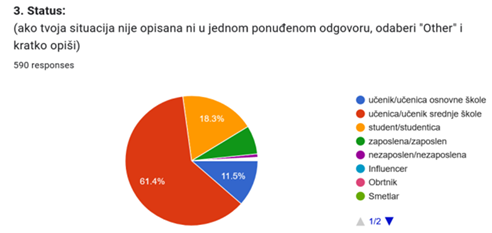 3. Status:
(ako tvoja situacija nije opisana ni u jednom ponuđenom odgovoru, odaberi "Other" i
kratko opiši)
590 responses
18.3%
61.4%
11.5%
učenik/učenica osnovne škole
učenica/učenik srednje škole
student/studentica
zaposlena/zaposlen
nezaposlen/nezaposlena
Influencer
Obrtnik
Smetlar
1/2